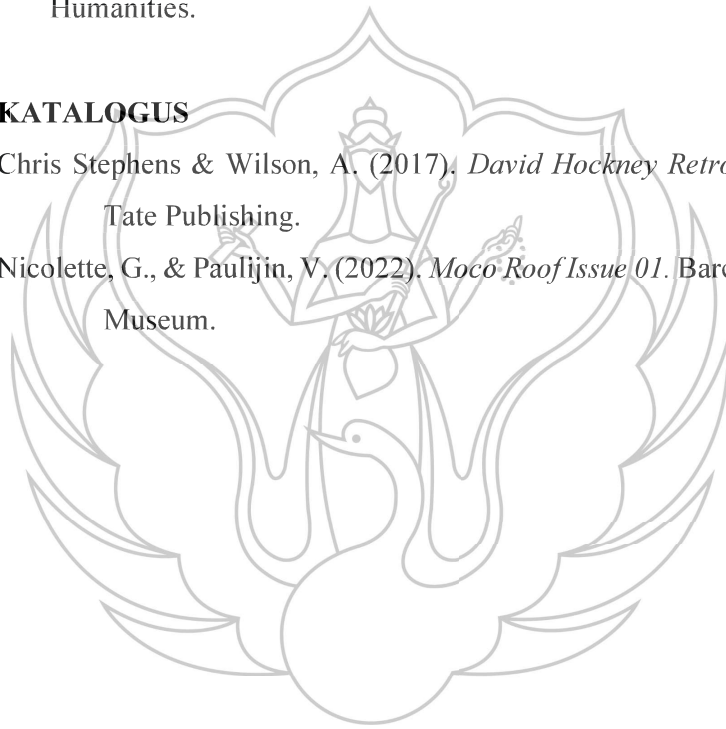 Humanities.
KATALOGUS
Chris Stephens & Wilson, A. (2017). David Hockney Retro
Tate Publishing.
Nicolette, G., & Paulijin, V. (2022). Moco Roof Issue 01. Barc
Museum.